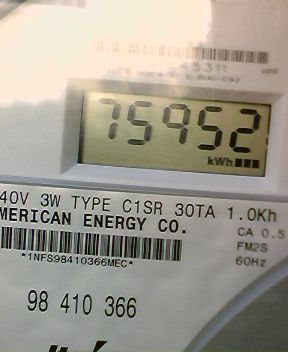 75952
kWh
40V 3W TYPE C1SR 30TA 1.0Kh
MERICAN ENERGY CO.
CA 0.5
FM2S
*1NFS98410366MEC*
60Hz
98 410 366